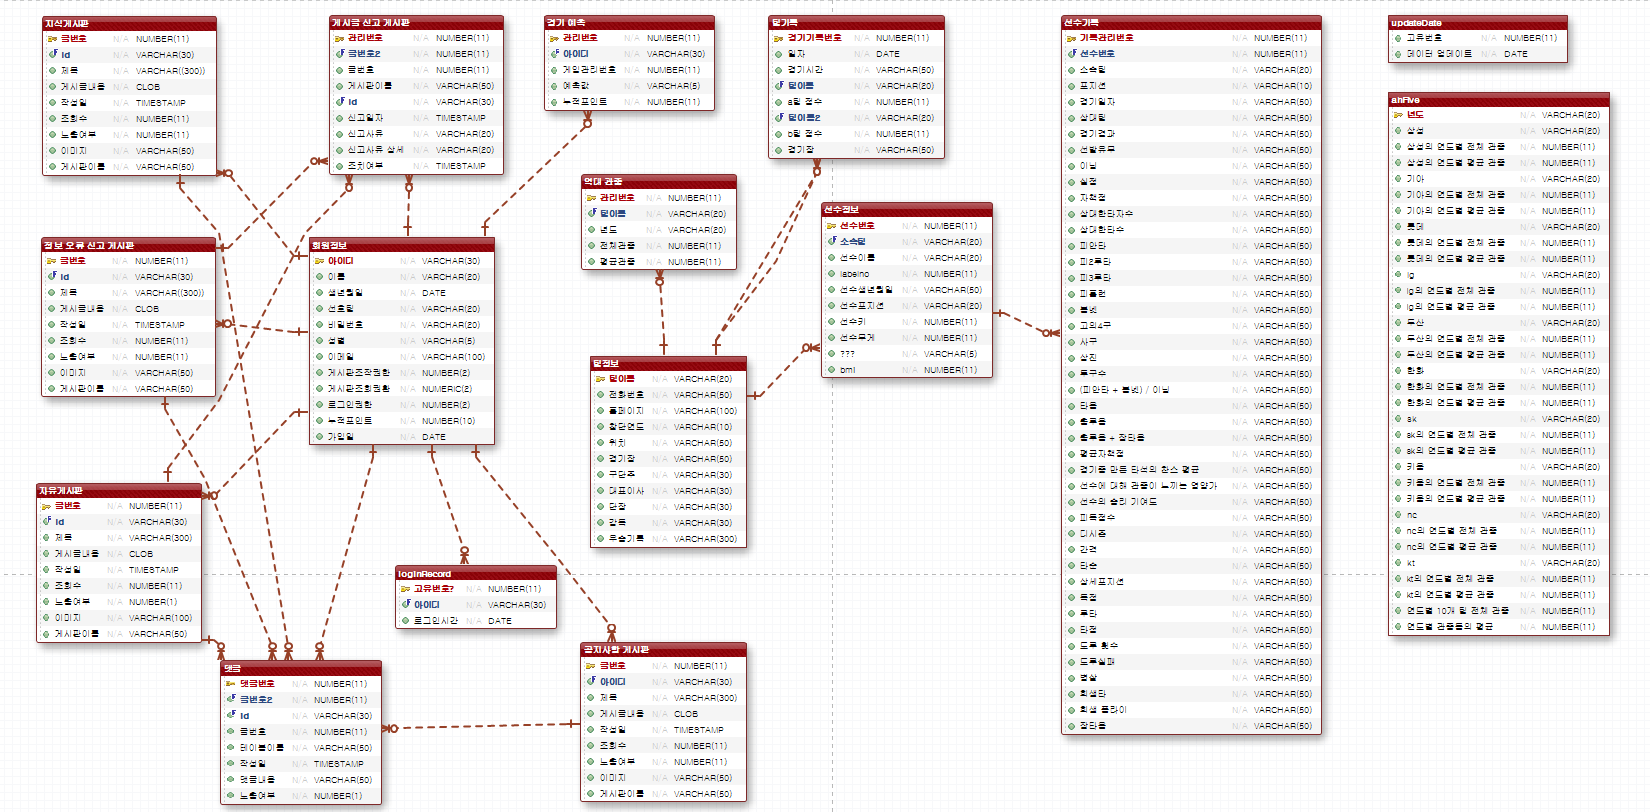 지식게시판
글번호 N/A NUMBER(11)
id N/A VARCHAR(30)
제목 N/A VARCHAR((300))
게시글내용 N/A CLOB
작성일 N/A TIMESTAMP
조회수 N/A NUMBER(11)
노출여부 N/A NUMBER(11)
이미지 N/A VARCHAR(50)
게시판이름 N/A VARCHAR(50)
게시글 신고 게시판
관리번호 N/A NUMBER(11)
글번호2 N/A NUMBER(11)
글번호 N/A NUMBER(11)
게시판이름 N/A VARCHAR(50)
id N/A VARCHAR(30)
신고일자 N/A TIMESTAMP
신고사유 N/A VARCHAR(20)
신고사유 상세 N/A VARCHAR(20)
조치여부 N/A TIMESTAMP
경기 예측
관리번호 N/A NUMBER(11)
아이디 N/A VARCHAR(30)
게임관리번호 N/A NUMBER(11)
예측값 N/A VARCHAR(5)
누적포인트 N/A NUMBER(11)
팀기록
경기기록번호 N/A NUMBER(11)
일자 N/A DATE
경기시간 N/A VARCHAR(50)
팀이름 N/A VARCHAR(20)
a팀 점수 N/A NUMBER(11)
팀이름2 N/A VARCHAR(20)
b팀 점수 N/A NUMBER(11)
경기장 N/A VARCHAR(50)
선수기록
기록관리번호 N/A NUMBER(11)
선수번호 N/A NUMBER(11)
소속팀 N/A VARCHAR(20)
포지션 N/A VARCHAR(10)
경기일자 N/A VARCHAR(50)
상대팀 N/A VARCHAR(50)
경기결과 N/A VARCHAR(50)
선발유무 N/A VARCHAR(50)
이닝 N/A VARCHAR(50)
실점 N/A VARCHAR(50)
자책점 N/A VARCHAR(50)
상대한타자수 N/A VARCHAR(50)
상대한타수 N/A VARCHAR(50)
피안타 N/A VARCHAR(50)
피2루타 N/A VARCHAR(50)
피3루타 N/A VARCHAR(50)
피홈런 N/A VARCHAR(50)
볼넷 N/A VARCHAR(50)
고의4구 N/A VARCHAR(50)
사구 N/A VARCHAR(50)
삼진 N/A VARCHAR(50)
투구수 N/A VARCHAR(50)
(피안타 + 볼넷) / 이닝 N/A VARCHAR(50)
타율 N/A VARCHAR(50)
출루율 N/A VARCHAR(50)
출루율 + 장타율 N/A VARCHAR(50)
평균자책점 N/A VARCHAR(50)
경기중 만든 타석의 찬스 평균 N/A VARCHAR(50)
선수에 대해 관중이 느끼는 영양가 N/A VARCHAR(50)
선수의 승리 기여도 N/A VARCHAR(50)
피득점수 N/A VARCHAR(50)
디시즌 N/A VARCHAR(50)
간격 N/A VARCHAR(50)
타순 N/A VARCHAR(50)
상세포지션 N/A VARCHAR(50)
득점 N/A VARCHAR(50)
루타 N/A VARCHAR(50)
타점 N/A VARCHAR(50)
도루 횟수 N/A VARCHAR(50)
도루실패 N/A VARCHAR(50)
병살 N/A VARCHAR(50)
희생타 N/A VARCHAR(50)
희생 플라이 N/A VARCHAR(50)
장타율 N/A VARCHAR(50)
updateDate
고유번호 N/A NUMBER(11)
데이터 업데이트 N/A DATE
ahFive
년도 N/A VARCHAR(20)
삼성 N/A VARCHAR(20)
삼성의 연도별 전체 관중 N/A NUMBER(11)
삼성의 연도별 평균 관중 N/A NUMBER(11)
기아 N/A VARCHAR(20)
기아의 연도별 전체 관중 N/A NUMBER(11)
기아의 연도별 평균 관중 N/A NUMBER(11)
롯데 N/A VARCHAR(20)
롯데의 연도별 전체 관중 N/A NUMBER(11)
롯데의 연도별 평균 관중 N/A NUMBER(11)
lg N/A VARCHAR(20)
lg의 연도별 전체 관중 N/A NUMBER(11)
lg의 연도별 평균 관중 N/A NUMBER(11)
두산 N/A VARCHAR(20)
두산의 연도별 전체 관중 N/A NUMBER(11)
두산의 연도별 평균 관중 N/A NUMBER(11)
한화 N/A VARCHAR(20)
한화의 연도별 전체 관중 N/A NUMBER(11)
한화의 연도별 평균 관중 N/A NUMBER(11)
sk N/A VARCHAR(20)
sk의 연도별 전체 관중 N/A NUMBER(11)
sk의 연도별 평균 관중 N/A NUMBER(11)
키움 N/A VARCHAR(20)
키움의 연도별 전체 관중 N/A NUMBER(11)
키움의 연도별 평균 관중 N/A NUMBER(11)
nc N/A VARCHAR(20)
nc의 연도별 전체 관중 N/A NUMBER(11)
nc의 연도별 평균 관중 N/A NUMBER(11)
kt N/A VARCHAR(20)
kt의 연도별 전체 관중 N/A NUMBER(11)
kt의 연도별 평균 관중 N/A NUMBER(11)
연도별 10개 팀 전체 관중 N/A NUMBER(11)
연도별 관중들의 평균 N/A NUMBER(11)
역대 관중
관리번호 N/A NUMBER(11)
팀이름 N/A VARCHAR(20)
년도 N/A VARCHAR(20)
전체관중 N/A NUMBER(11)
평균관중 N/A NUMBER(11)
선수정보
선수번호 N/A NUMBER(11)
소속팀 N/A VARCHAR(20)
선수이름 N/A VARCHAR(20)
labelno N/A NUMBER(11)
선수생년월일 N/A VARCHAR(50)
선수포지션 N/A VARCHAR(20)
선수키 N/A NUMBER(11)
선수무게 N/A NUMBER(11)
??? N/A VARCHAR(5)
bmi N/A NUMBER(11)
정보 오류 신고 게시판
글번호 N/A NUMBER(11)
id N/A VARCHAR(30)
제목 N/A VARCHAR((300))
게시글내용 N/A CLOB
작성일 N/A TIMESTAMP
조회수 N/A NUMBER(11)
노출여부 N/A NUMBER(11)
이미지 N/A VARCHAR(50)
게시판이름 N/A VARCHAR(50)
회원정보
아이디 N/A VARCHAR(30)
이름 N/A VARCHAR(20)
생년월일 N/A DATE
선호팀 N/A VARCHAR(20)
비밀번호 N/A VARCHAR(20)
성별 N/A VARCHAR(5)
이메일 N/A VARCHAR(100)
게시판조작권한 N/A NUMBER(2)
게시판조회권한 N/A NUMERIC(2)
로그인권한 N/A NUMBER(2)
누적포인트 N/A NUMBER(10)
가입일 N/A DATE
팀정보
팀이름 N/A VARCHAR(20)
전화번호 N/A VARCHAR(50)
홈페이지 N/A VARCHAR(100)
창단연도 N/A VARCHAR(10)
위치 N/A VARCHAR(50)
경기장 N/A VARCHAR(50)
구단주 N/A VARCHAR(30)
대표이사 N/A VARCHAR(30)
단장 N/A VARCHAR(30)
감독 N/A VARCHAR(30)
우승기록 N/A VARCHAR(300)
자유게시판
글번호 N/A NUMBER(11)
id N/A VARCHAR(30)
제목 N/A VARCHAR(300)
게시글내용 N/A CLOB
작성일 N/A TIMESTAMP
조회수 N/A NUMBER(11)
노출여부 N/A NUMBER(1)
이미지 N/A VARCHAR(100)
게시판이름 N/A VARCHAR(50)
loginRecord
고유번호? N/A NUMBER(11)
아이디 N/A VARCHAR(30)
로그인시간 N/A DATE
댓글
댓글번호 N/A NUMBER(11)
글번호2 N/A NUMBER(11)
id N/A VARCHAR(30)
글번호 N/A NUMBER(11)
테이블이름 N/A VARCHAR(50)
작성일 N/A TIMESTAMP
댓글내용 N/A VARCHAR(50)
노출여부 N/A NUMBER(1)
공지사항 게시판
글번호 N/A NUMBER(11)
아이디 N/A VARCHAR(30)
제목 N/A VARCHAR(300)
게시글내용 N/A CLOB
작성일 N/A TIMESTAMP
조회수 N/A NUMBER(11)
노출여부 N/A NUMBER(11)
이미지 N/A VARCHAR(50)
게시판이름 N/A VARCHAR(50)